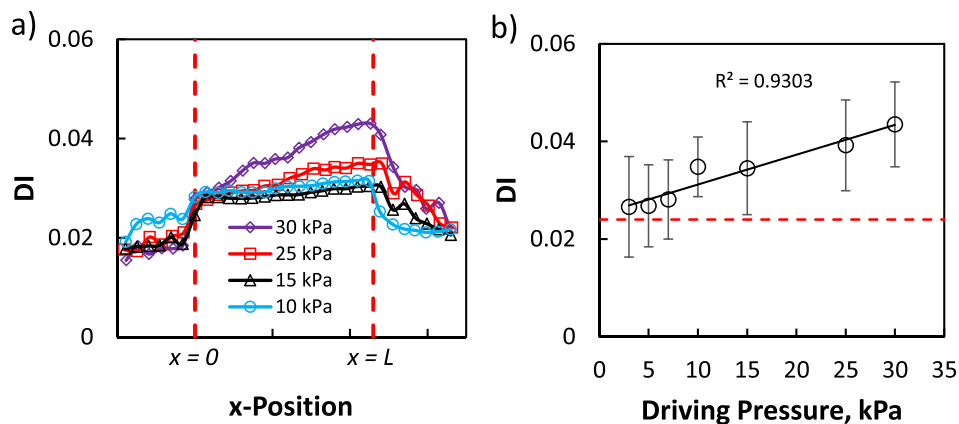 a)
0.06
0.04
0.02
0
DI
30 kPa
25 kPa
15 kPa
10 kPa
x = 0
x = L
x-Position
b)
0.06
0.04
0.02
0
DI
R² = 0.9303
0 5 10 15 20 25 30 35
Driving Pressure, kPa